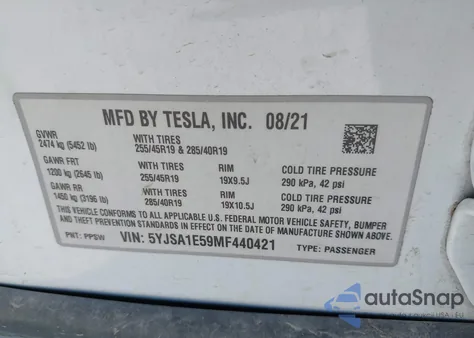 MFD BY TESLA, INC. 08/21
GVWR
2474 kg (5452 lb)
WITH TIRES
255/45R19 & 285/40R19
GAWR FRT
1200 kg (2645 lb)
WITH TIRES
255/45R19
RIM
19X9.5J
COLD TIRE PRESSURE
290 kPa, 42 psi
GAWR RR
1450 kg (3196 lb)
WITH TIRES
285/40R19
RIM
19X10.5J
COLD TIRE PRESSURE
290 kPa, 42 psi
THIS VEHICLE CONFORMS TO ALL APPLICABLE U.S. FEDERAL MOTOR VEHICLE SAFETY, BUMPER
AND THEFT PREVENTION STANDARDS IN EFFECT ON THE DATE OF MANUFACTURE SHOWN ABOVE.
PNT: PPSW VIN: 5YJSA1E59MF440421 TYPE: PASSENGER
autoSnap